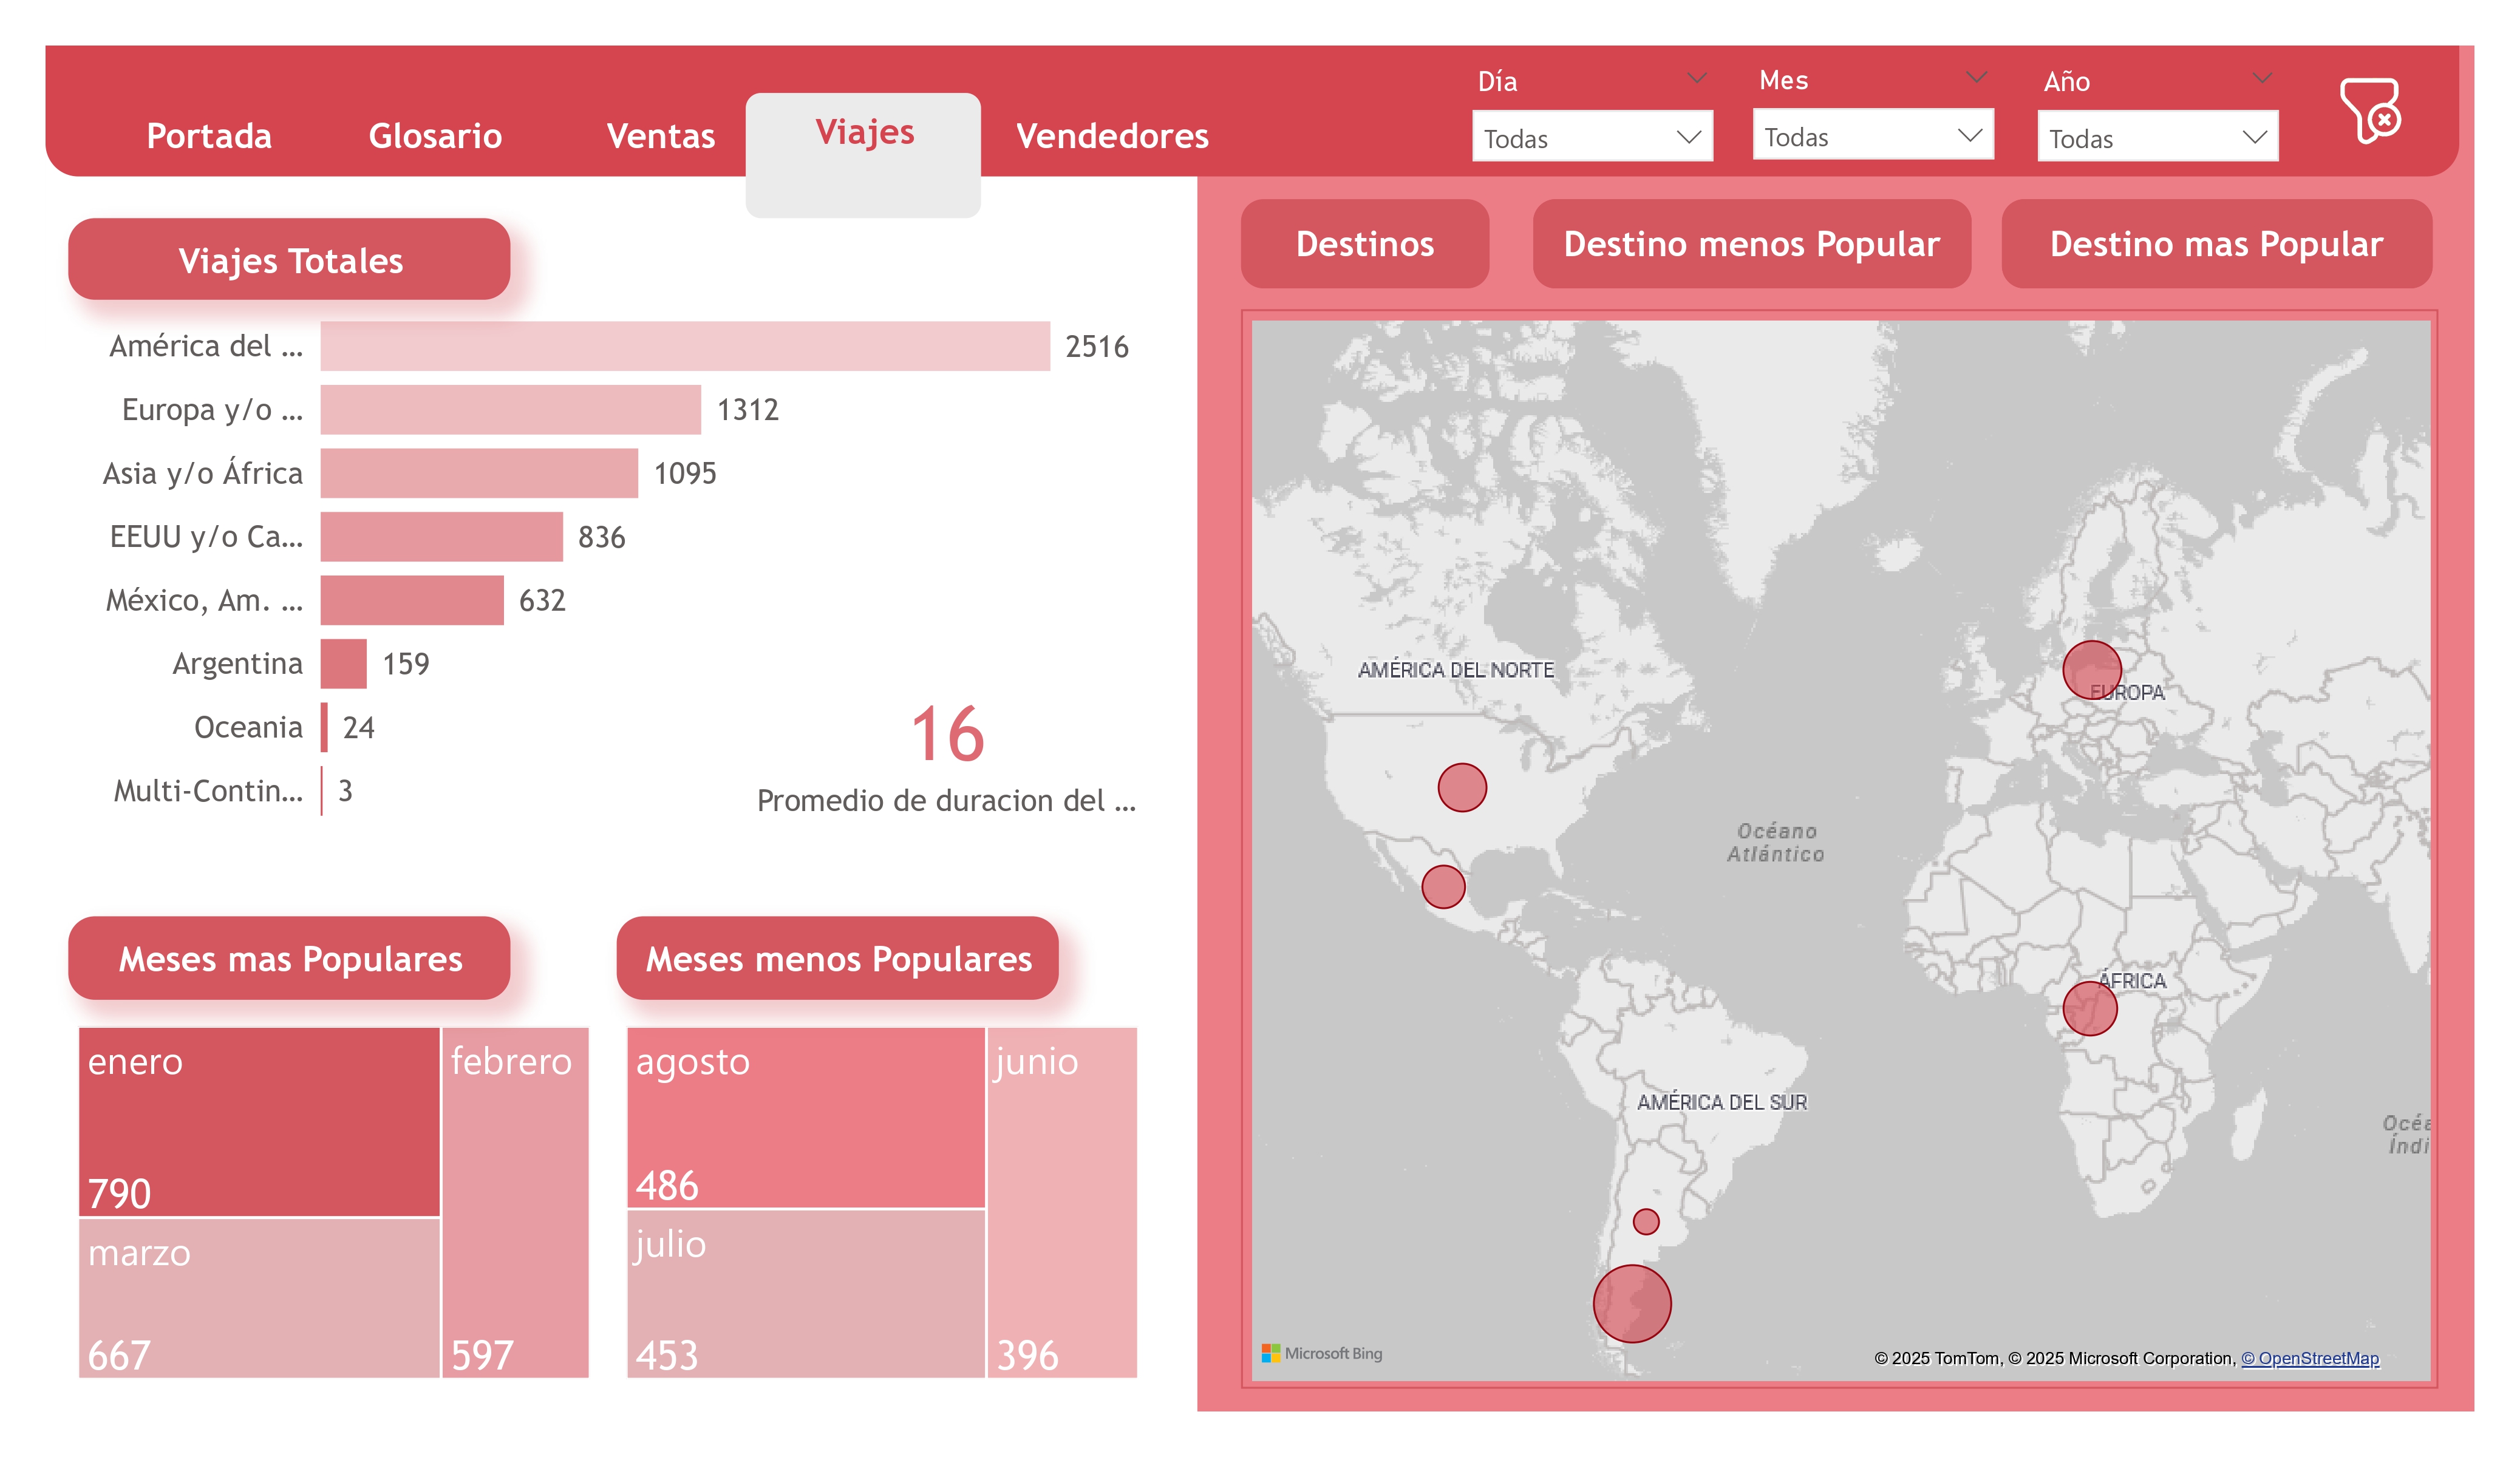 Portada
Glosario
Ventas
Viajes
Vendedores
Día
Todas
Mes
Todas
Año
Todas
Viajes Totales
América del ... 2516
Europa y/o ... 1312
Asia y/o África 1095
EEUU y/o Ca... 836
México, Am. ... 632
Argentina 159
Oceania 24
Multi-Contin... 3
16
Promedio de duracion del ...
Meses mas Populares
enero
790
marzo
667
febrero
597
Meses menos Populares
agosto
486
julio
453
junio
396
Destinos
Destino menos Popular
Destino mas Popular
AMÉRICA DEL NORTE
EUROPA
Océano
Atlántico
ÁFRICA
AMÉRICA DEL SUR
Océa
Índi
Microsoft Bing
© 2025 TomTom, © 2025 Microsoft Corporation, © OpenStreetMap